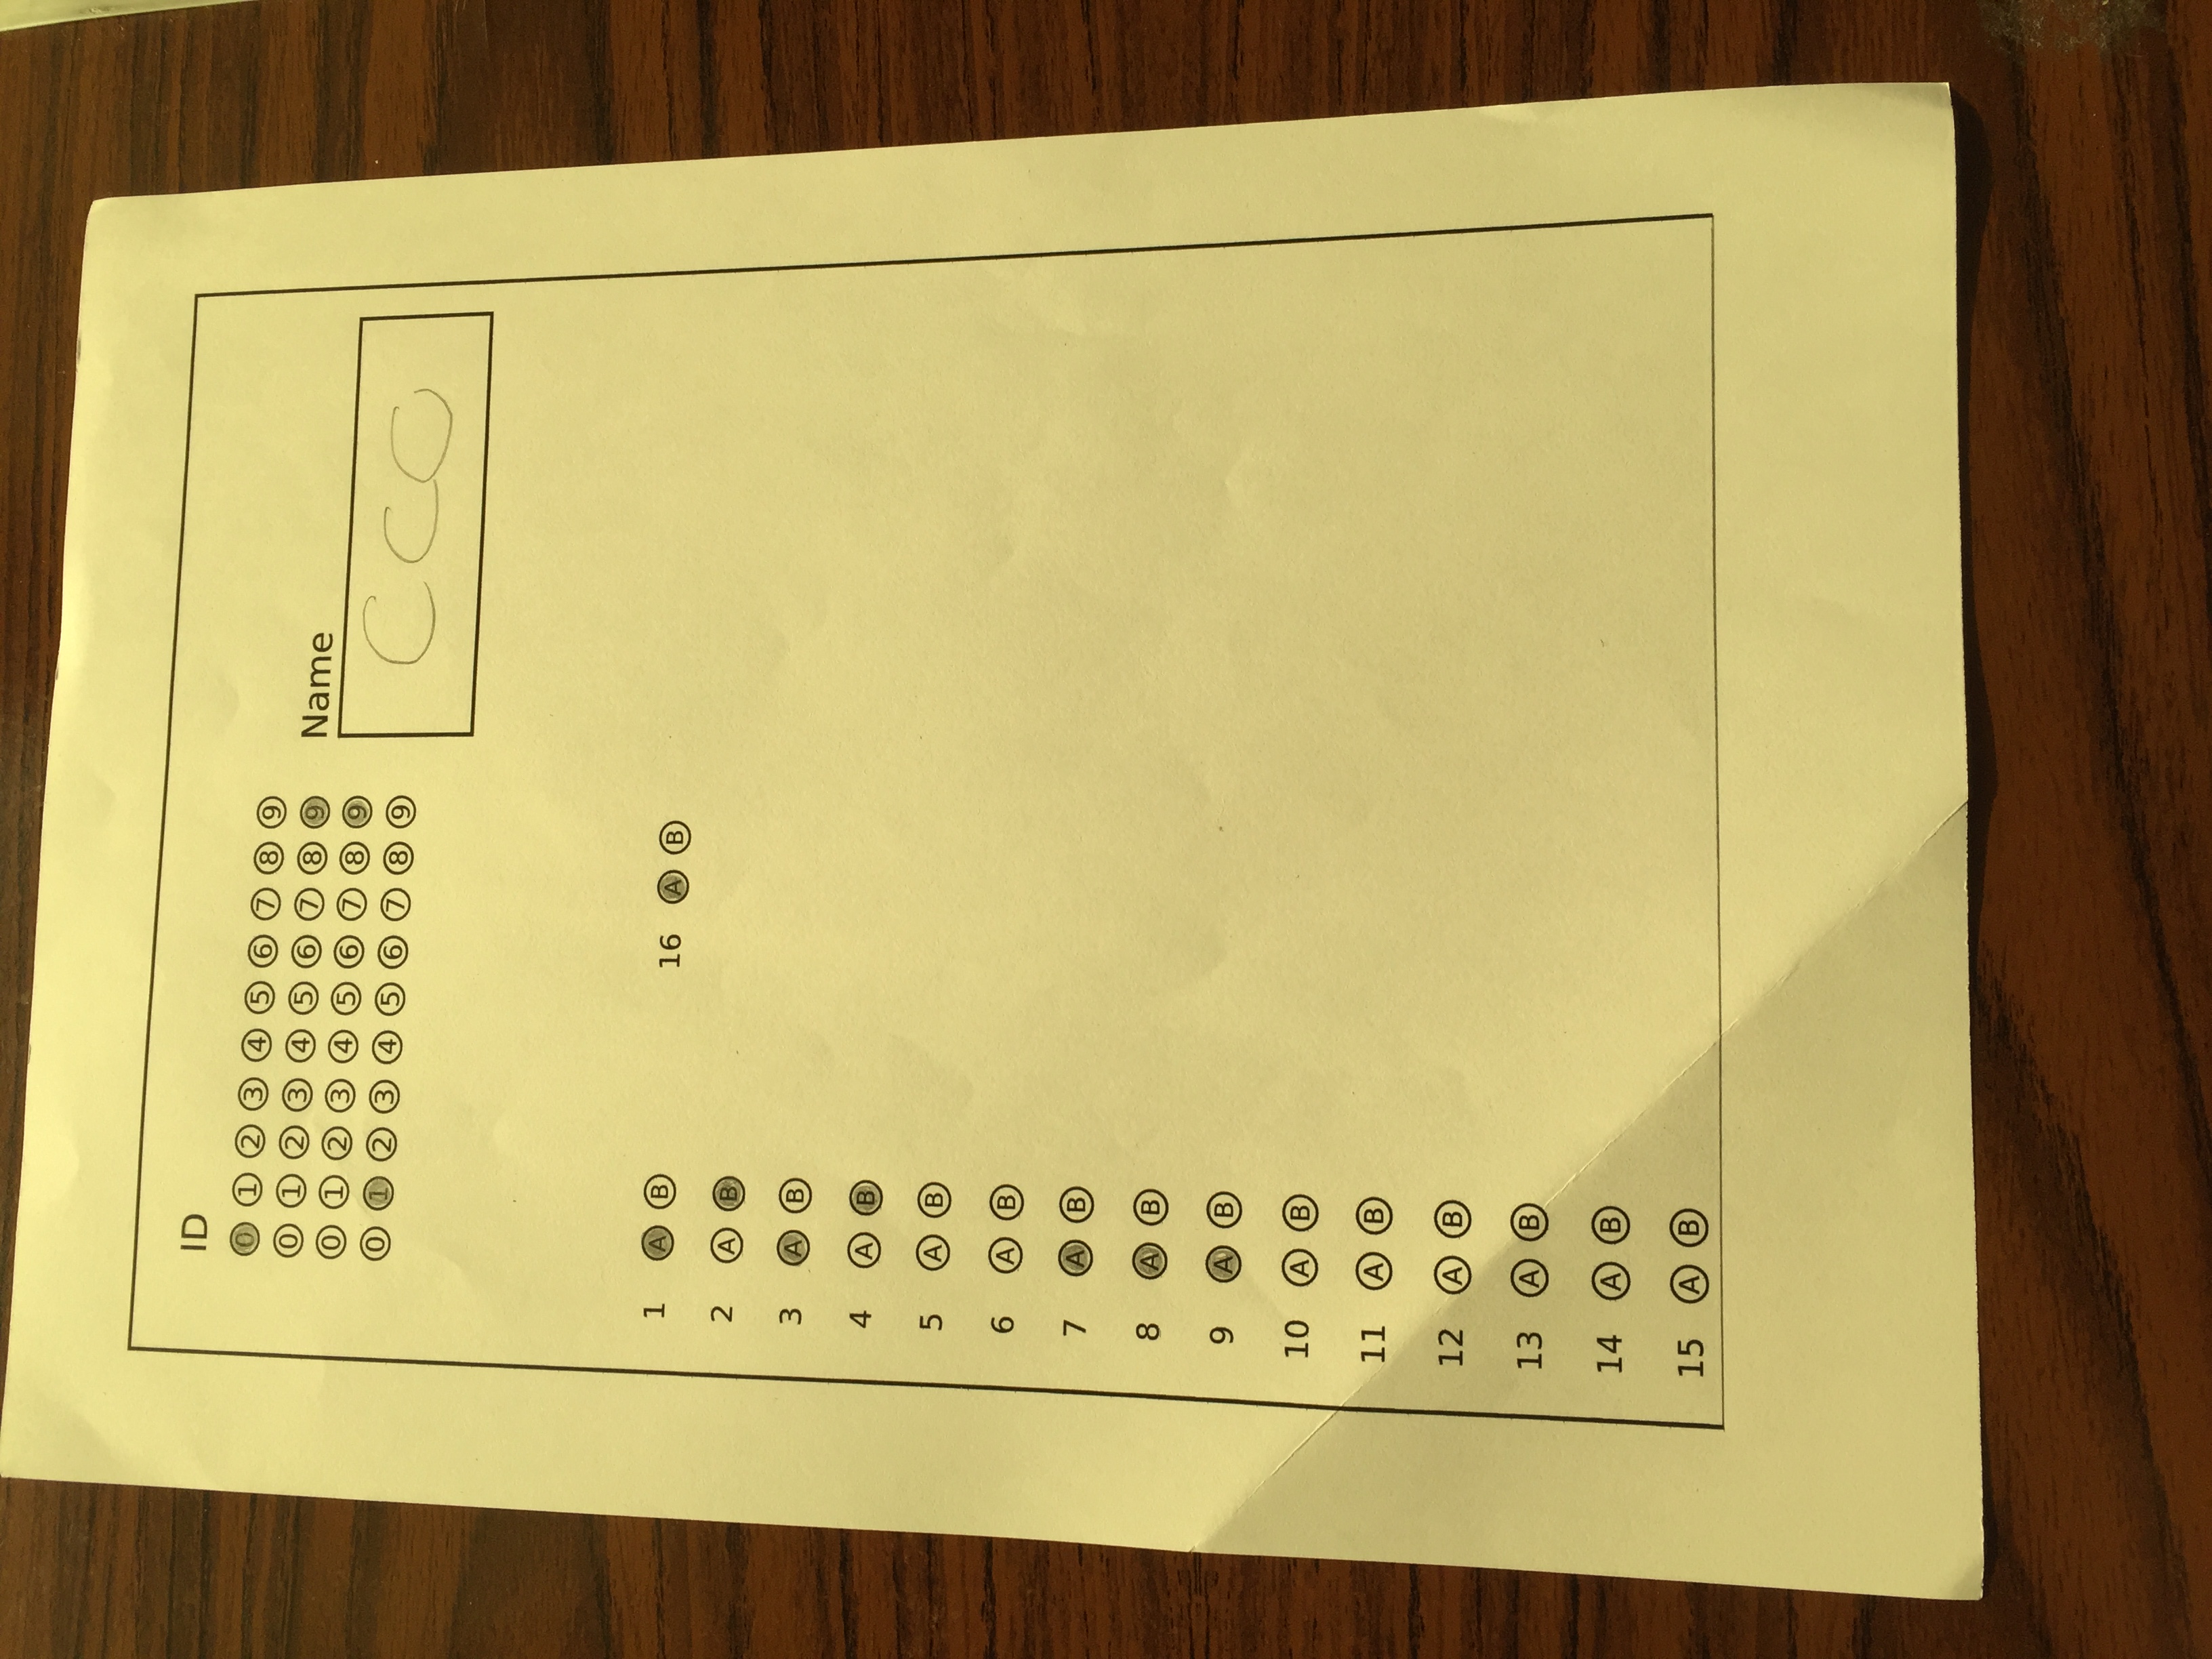 ID
0 1 2 3 4 5 6 7 8 9
0 1 2 3 4 5 6 7 8 9
0 1 2 3 4 5 6 7 8 9
0 1 2 3 4 5 6 7 8 9
Name
CCC
1 A B
2 A B
3 A B
4 A B
5 A B
6 A B
7 A B
8 A B
9 A B
10 A B
11 A B
12 A B
13 A B
14 A B
15 A B
16 A B